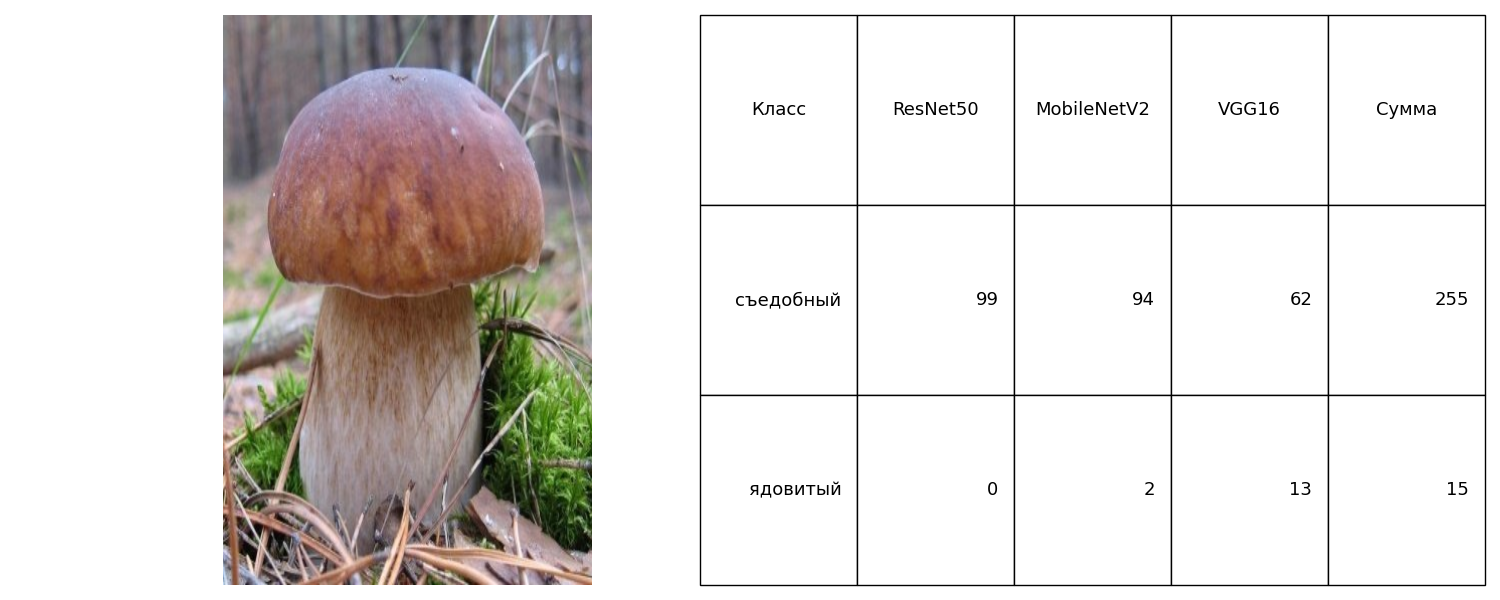 Класс ResNet50 MobileNetV2 VGG16 Сумма
съедобный 99 94 62 255
ядовитый 0 2 13 15